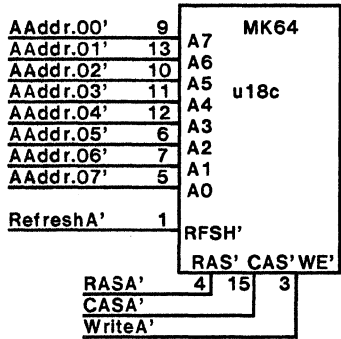 AAddr.00' 9 A7 MK64
AAddr.01' 13 A6
AAddr.02' 10 A5 u18c
AAddr.03' 11 A4
AAddr.04' 12 A3
AAddr.05' 6 A2
AAddr.06' 7 A1
AAddr.07' 5 A0
RefreshA' 1 RFSH'
RAS' CAS' WE'
RASA' 4 15 3
CASA'
WriteA'